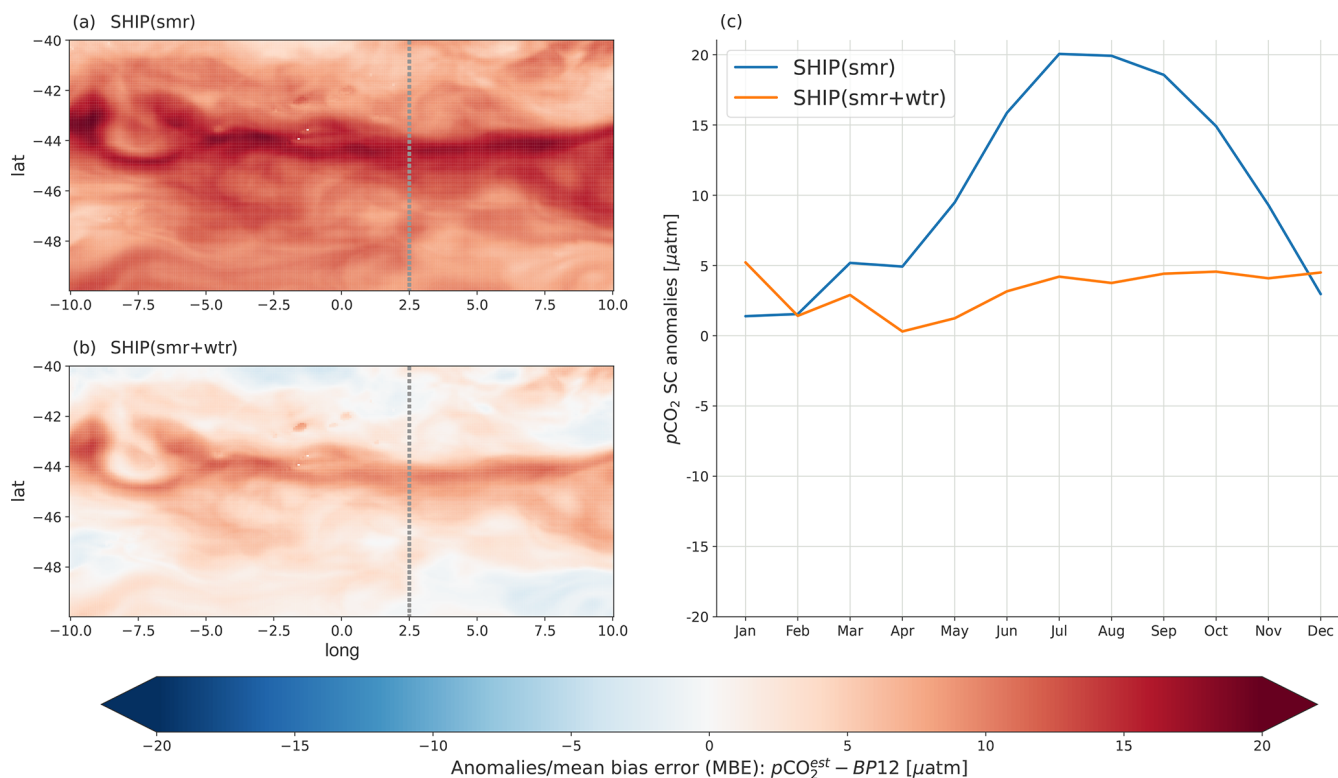 (a) SHIP(smr)
−40
−42
−44
−46
−48
lat
−10.0 −7.5 −5.0 −2.5 0.0 2.5 5.0 7.5 10.0
(b) SHIP(smr+wtr)
−40
−42
−44
−46
−48
lat
−10.0 −7.5 −5.0 −2.5 0.0 2.5 5.0 7.5 10.0
long
(c)
SHIP(smr)
SHIP(smr+wtr)
20
15
10
5
0
-5
-10
-15
-20
pCO₂ SC anomalies [μatm]
Jan Feb Mar Apr May Jun Jul Aug Sep Oct Nov Dec
−20 −15 −10 −5 0 5 10 15 20
Anomalies/mean bias error (MBE): pCO₂ᵉˢᵗ − BP12 [μatm]